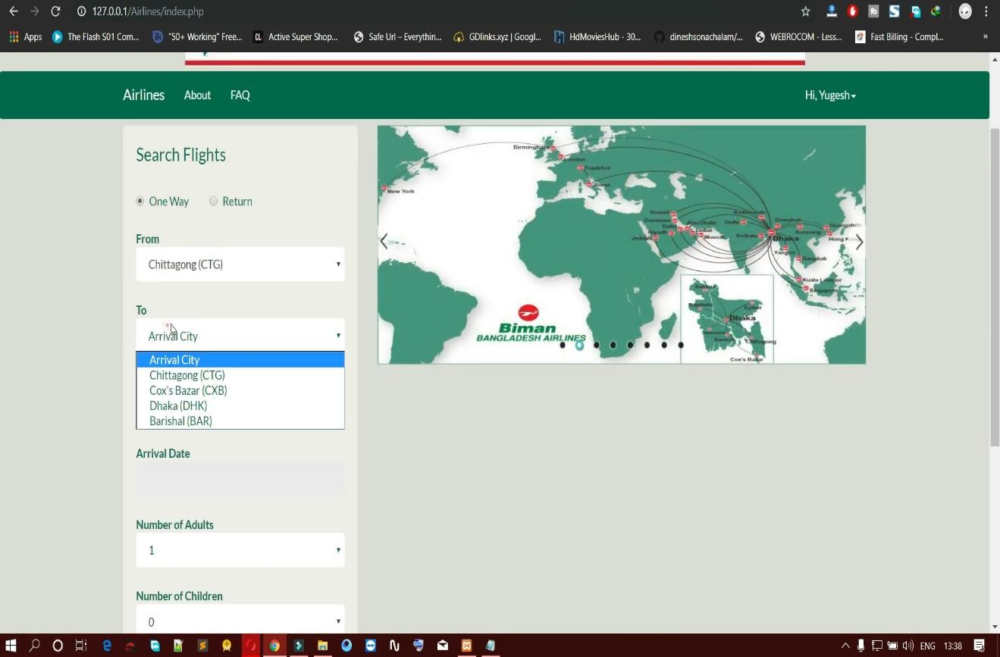 127.0.0.1/Airlines/index.php
Apps
The Flash S01 Com...
"50+ Working" Free...
CL
Active Super Shop...
Safe Url – Everythin...
GDlinks.xyz | Googl...
HdMoviesHub - 30...
dineshsonachalam/...
WEBROCOM - Less...
Fast Billing - Compl...
»
Airlines
About
FAQ
Hi, Yugesh
Search Flights
One Way
Return
From
Chittagong (CTG)
To
Arrival City
Arrival City
Chittagong (CTG)
Cox's Bazar (CXB)
Dhaka (DHK)
Barishal (BAR)
Arrival Date
Number of Adults
1
Number of Children
0
Birmingham
London
Frankfurt
Rome
New York
Kuwait
Dammam
Doha
Abu Dhabi
Dubai
Riyadh
Muscat
Jeddah
Kathmandu
Delhi
Guwahati
Kolkata
Dhaka
Kunming
Guangzhou
Hong Kong
Yangon
Bangkok
Kuala Lumpur
Singapore
Saidpur
Rajshahi
Sylhet
Dhaka
Jessore
Barisal
Chittagong
Cox's Bazar
Biman
BANGLADESH AIRLINES
ENG
13:38